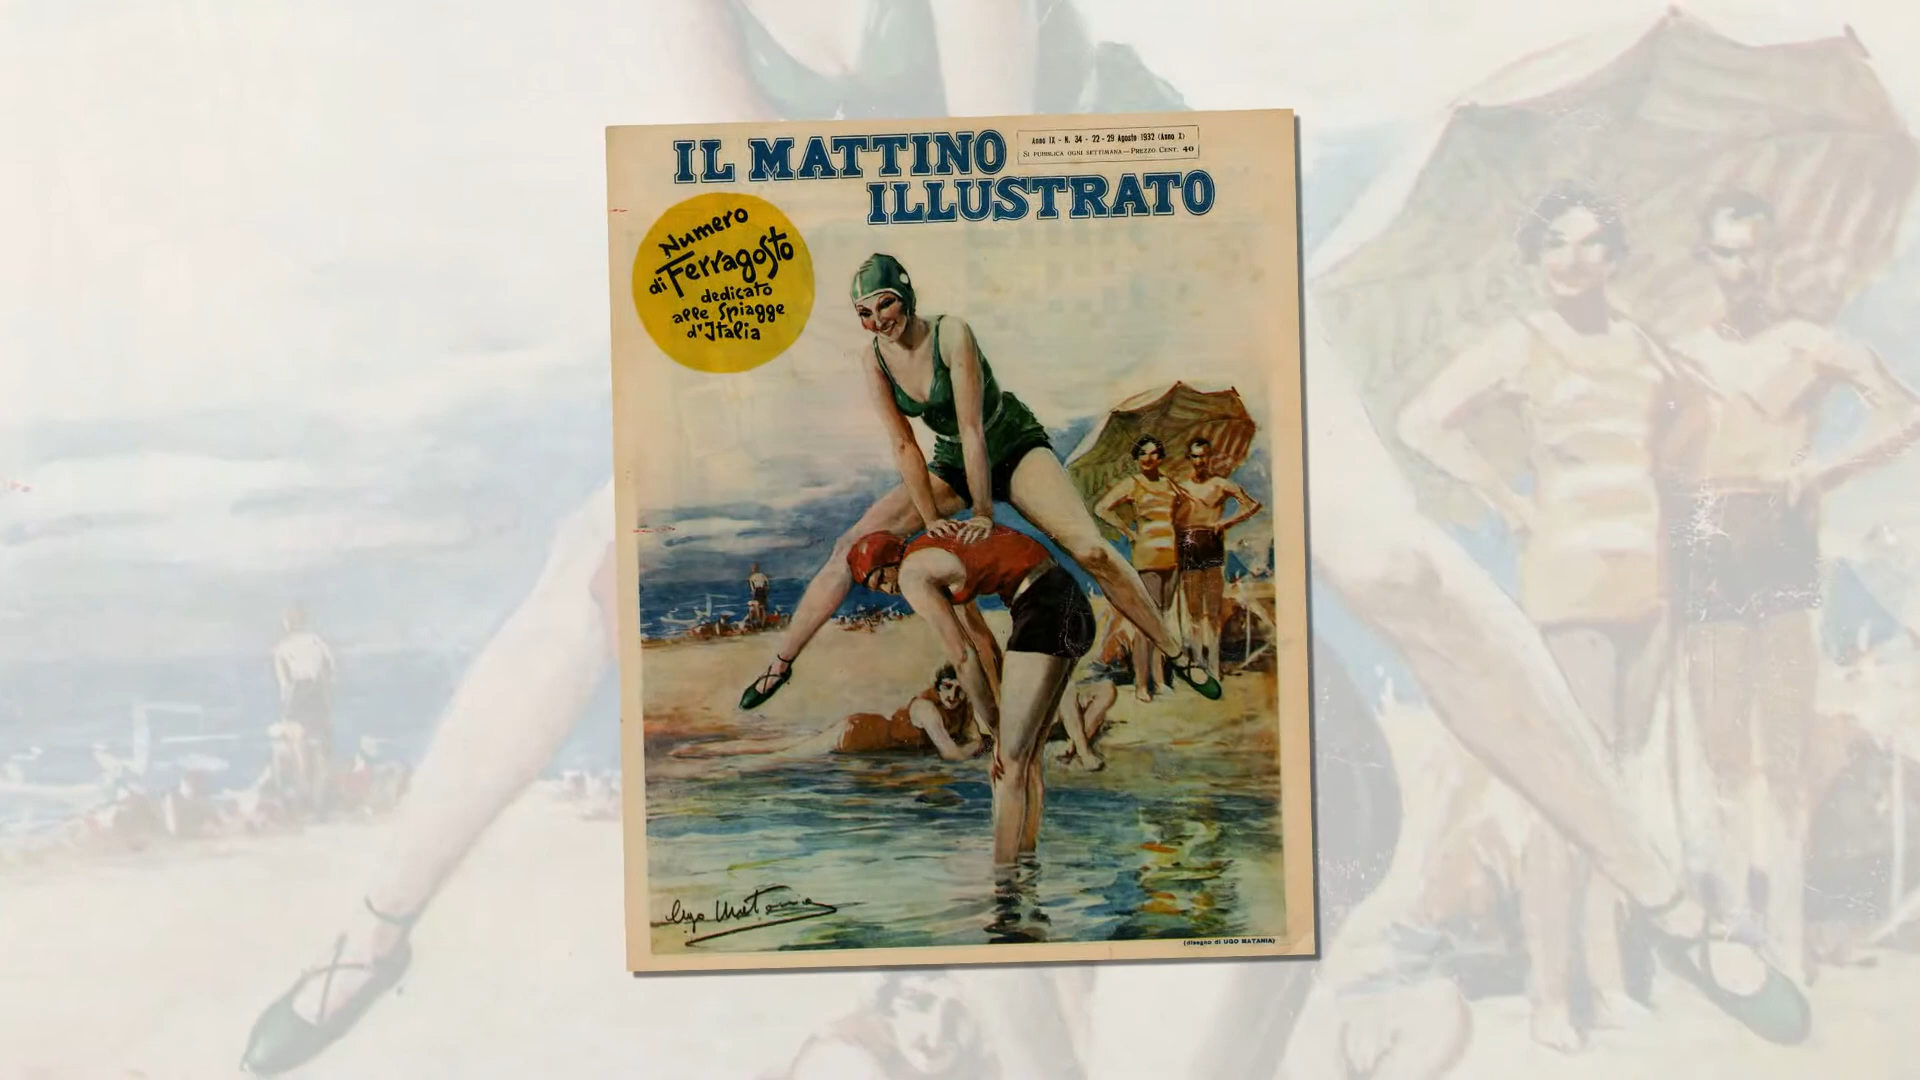 IL MATTINO
ILLUSTRATO
Anno IX - N. 34 - 22 - 29 Agosto 1932 (Anno X)
SI PUBBLICA OGNI SETTIMANA — PREZZO CENT. 40
Numero
di Ferragosto
dedicato
alle Spiagge
d'Italia
Ugo Matania
(disegno di UGO MATANIA)